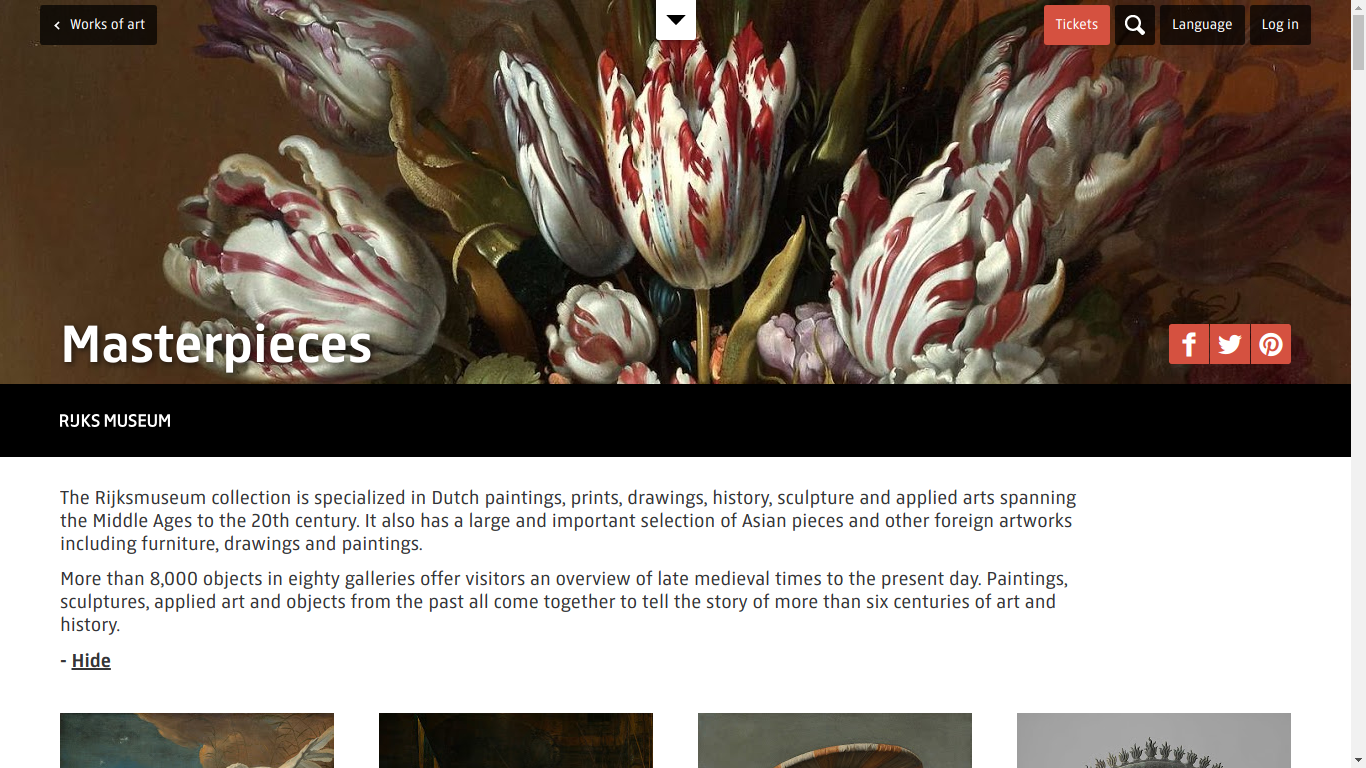 Works of art
Tickets
Language
Log in
Masterpieces
RIJKS MUSEUM
The Rijksmuseum collection is specialized in Dutch paintings, prints, drawings, history, sculpture and applied arts spanning
the Middle Ages to the 20th century. It also has a large and important selection of Asian pieces and other foreign artworks
including furniture, drawings and paintings.
More than 8,000 objects in eighty galleries offer visitors an overview of late medieval times to the present day. Paintings,
sculptures, applied art and objects from the past all come together to tell the story of more than six centuries of art and
history.
- Hide